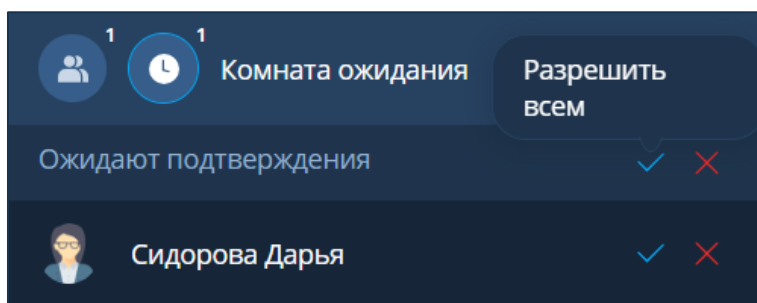 1
1
Комната ожидания
Разрешить
всем
Ожидают подтверждения
Сидорова Дарья